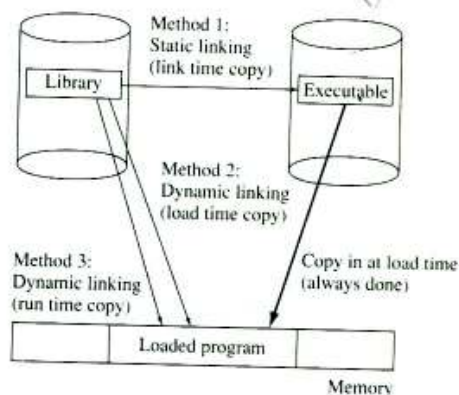 Method 1:
Static linking
(link time copy)
Library
Executable
Method 2:
Dynamic linking
(load time copy)
Method 3:
Dynamic linking
(run time copy)
Copy in at load time
(always done)
Loaded program
Memory